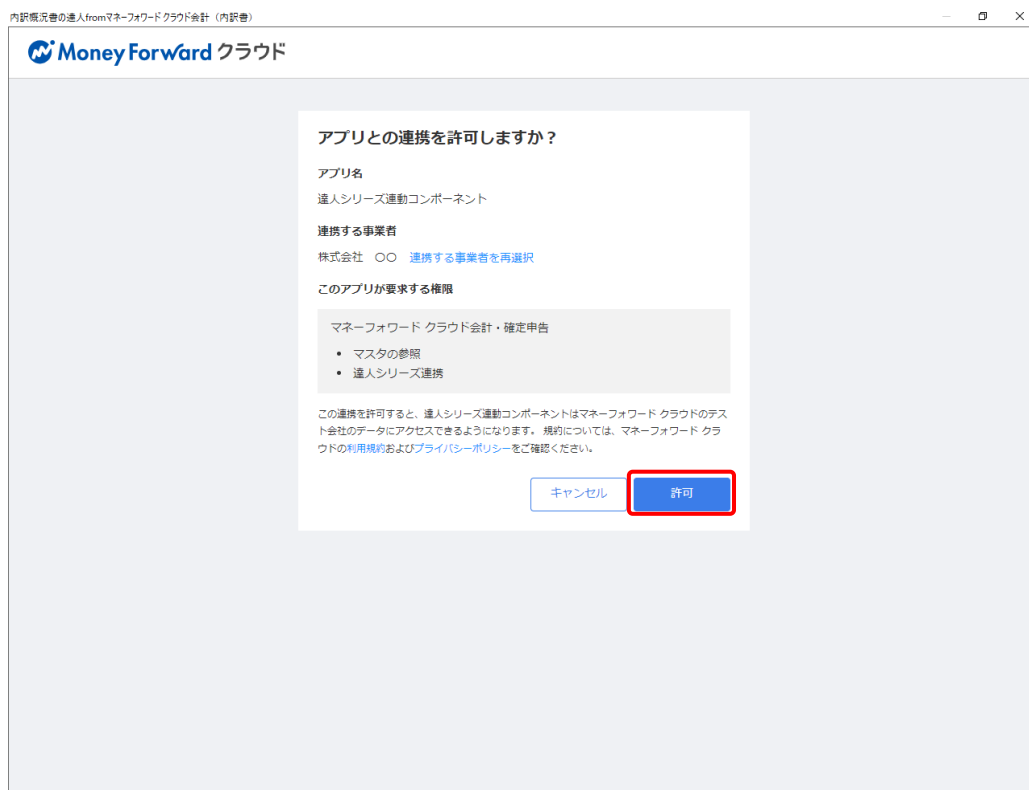 内訳概況書の達人fromマネーフォワードクラウド会計（内訳書）
Money Forward クラウド
アプリとの連携を許可しますか？
アプリ名
達人シリーズ連動コンポーネント
連携する事業者
株式会社　〇〇　連携する事業者を再選択
このアプリが要求する権限
マネーフォワード クラウド会計・確定申告
• マスタの参照
• 達人シリーズ連携
この連携を許可すると、達人シリーズ連動コンポーネントはマネーフォワード クラウドのテス
ト会社のデータにアクセスできるようになります。 規約については、マネーフォワード クラ
ウドの利用規約およびプライバシーポリシーをご確認ください。
キャンセル 許可